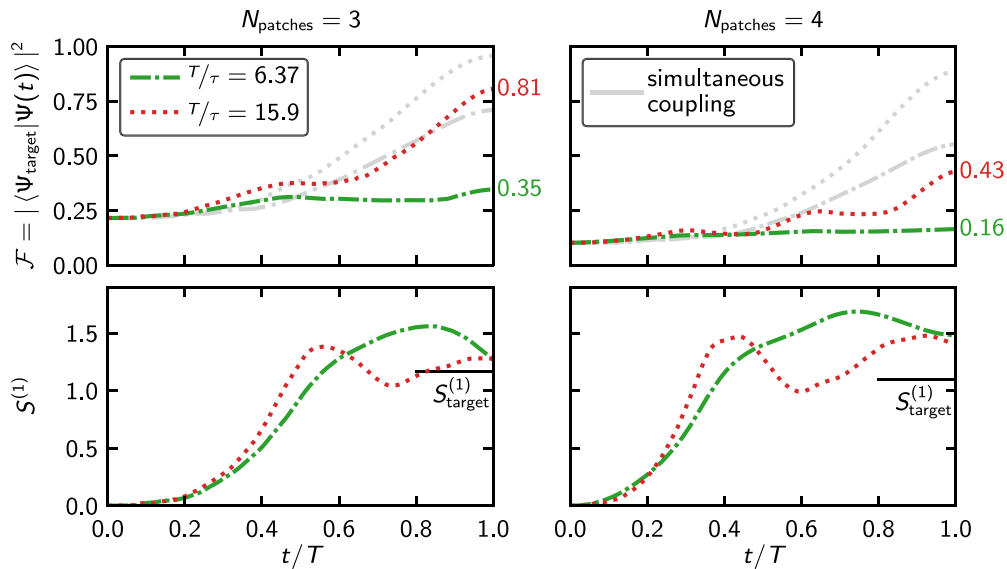 N_patches = 3
N_patches = 4
F = |⟨Ψ_target|Ψ(t)⟩|²
1.00
0.75
0.50
0.25
0.00
T/τ = 6.37
T/τ = 15.9
0.81
0.35
simultaneous
coupling
0.43
0.16
S^(1)
1.5
1.0
0.5
0.0
S^(1)_target
S^(1)_target
0.0 0.2 0.4 0.6 0.8 1.0
0.0 0.2 0.4 0.6 0.8 1.0
t/T
t/T